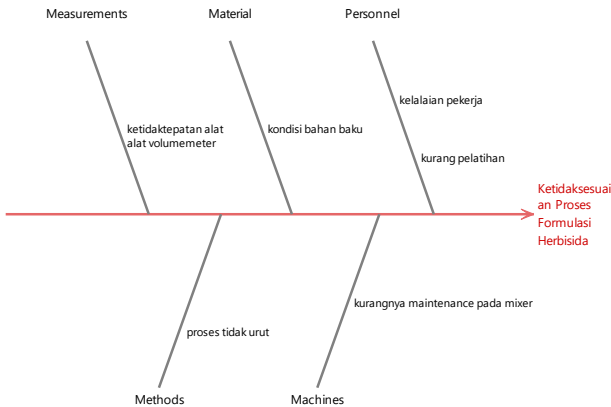 Measurements
Material
Personnel
kelalaian pekerja
ketidaktepatan alat
alat volumemeter
kondisi bahan baku
kurang pelatihan
Ketidaksesuai
an Proses
Formulasi
Herbisida
kurangnya maintenance pada mixer
proses tidak urut
Methods
Machines